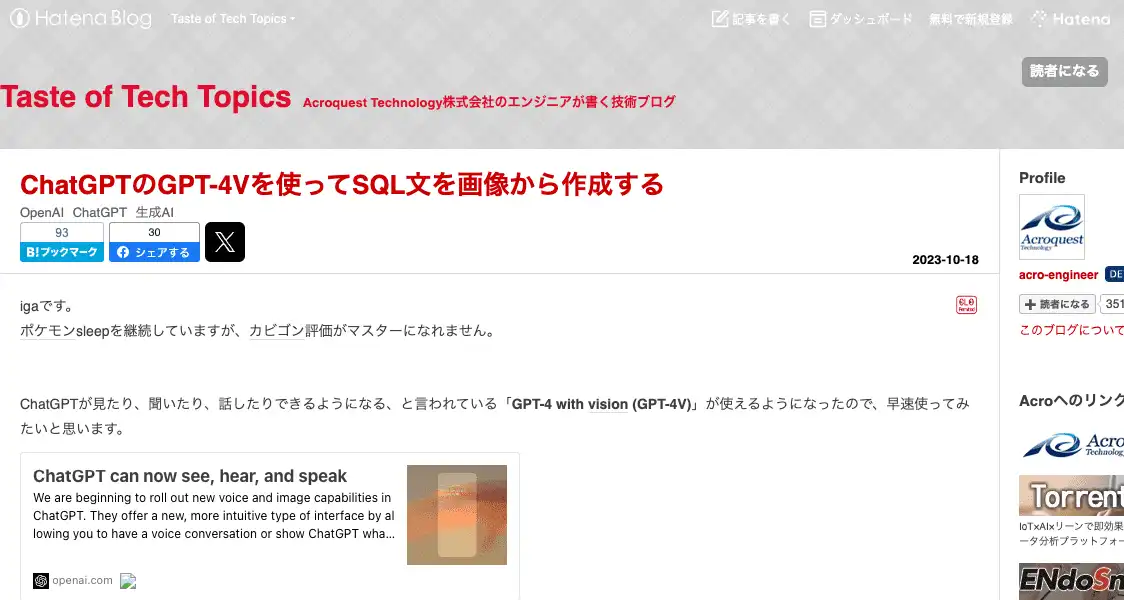 Hatena Blog
Taste of Tech Topics
記事を書く
ダッシュボード
無料で新規登録
Hatena
読者になる
Taste of Tech Topics
Acroquest Technology株式会社のエンジニアが書く技術ブログ
ChatGPTのGPT-4Vを使ってSQL文を画像から作成する
OpenAI ChatGPT 生成AI
93
B!ブックマーク
30
シェアする
2023-10-18
igaです。
ポケモンsleepを継続していますが、カビゴン評価がマスターになれません。
ChatGPTが見たり、聞いたり、話したりできるようになる、と言われている「GPT-4 with vision (GPT-4V)」が使えるようになったので、早速使ってみ
たいと思います。
ChatGPT can now see, hear, and speak
We are beginning to roll out new voice and image capabilities in
ChatGPT. They offer a new, more intuitive type of interface by al
lowing you to have a voice conversation or show ChatGPT wha...
openai.com
Profile
Acroquest
Technology
acro-engineer
DE
読者になる
351
このブログについて
Acroへのリンク
Acro
Technology
Torrent
IoT×AI×リーンで即効果
ータ分析プラットフォー
ENdoSn